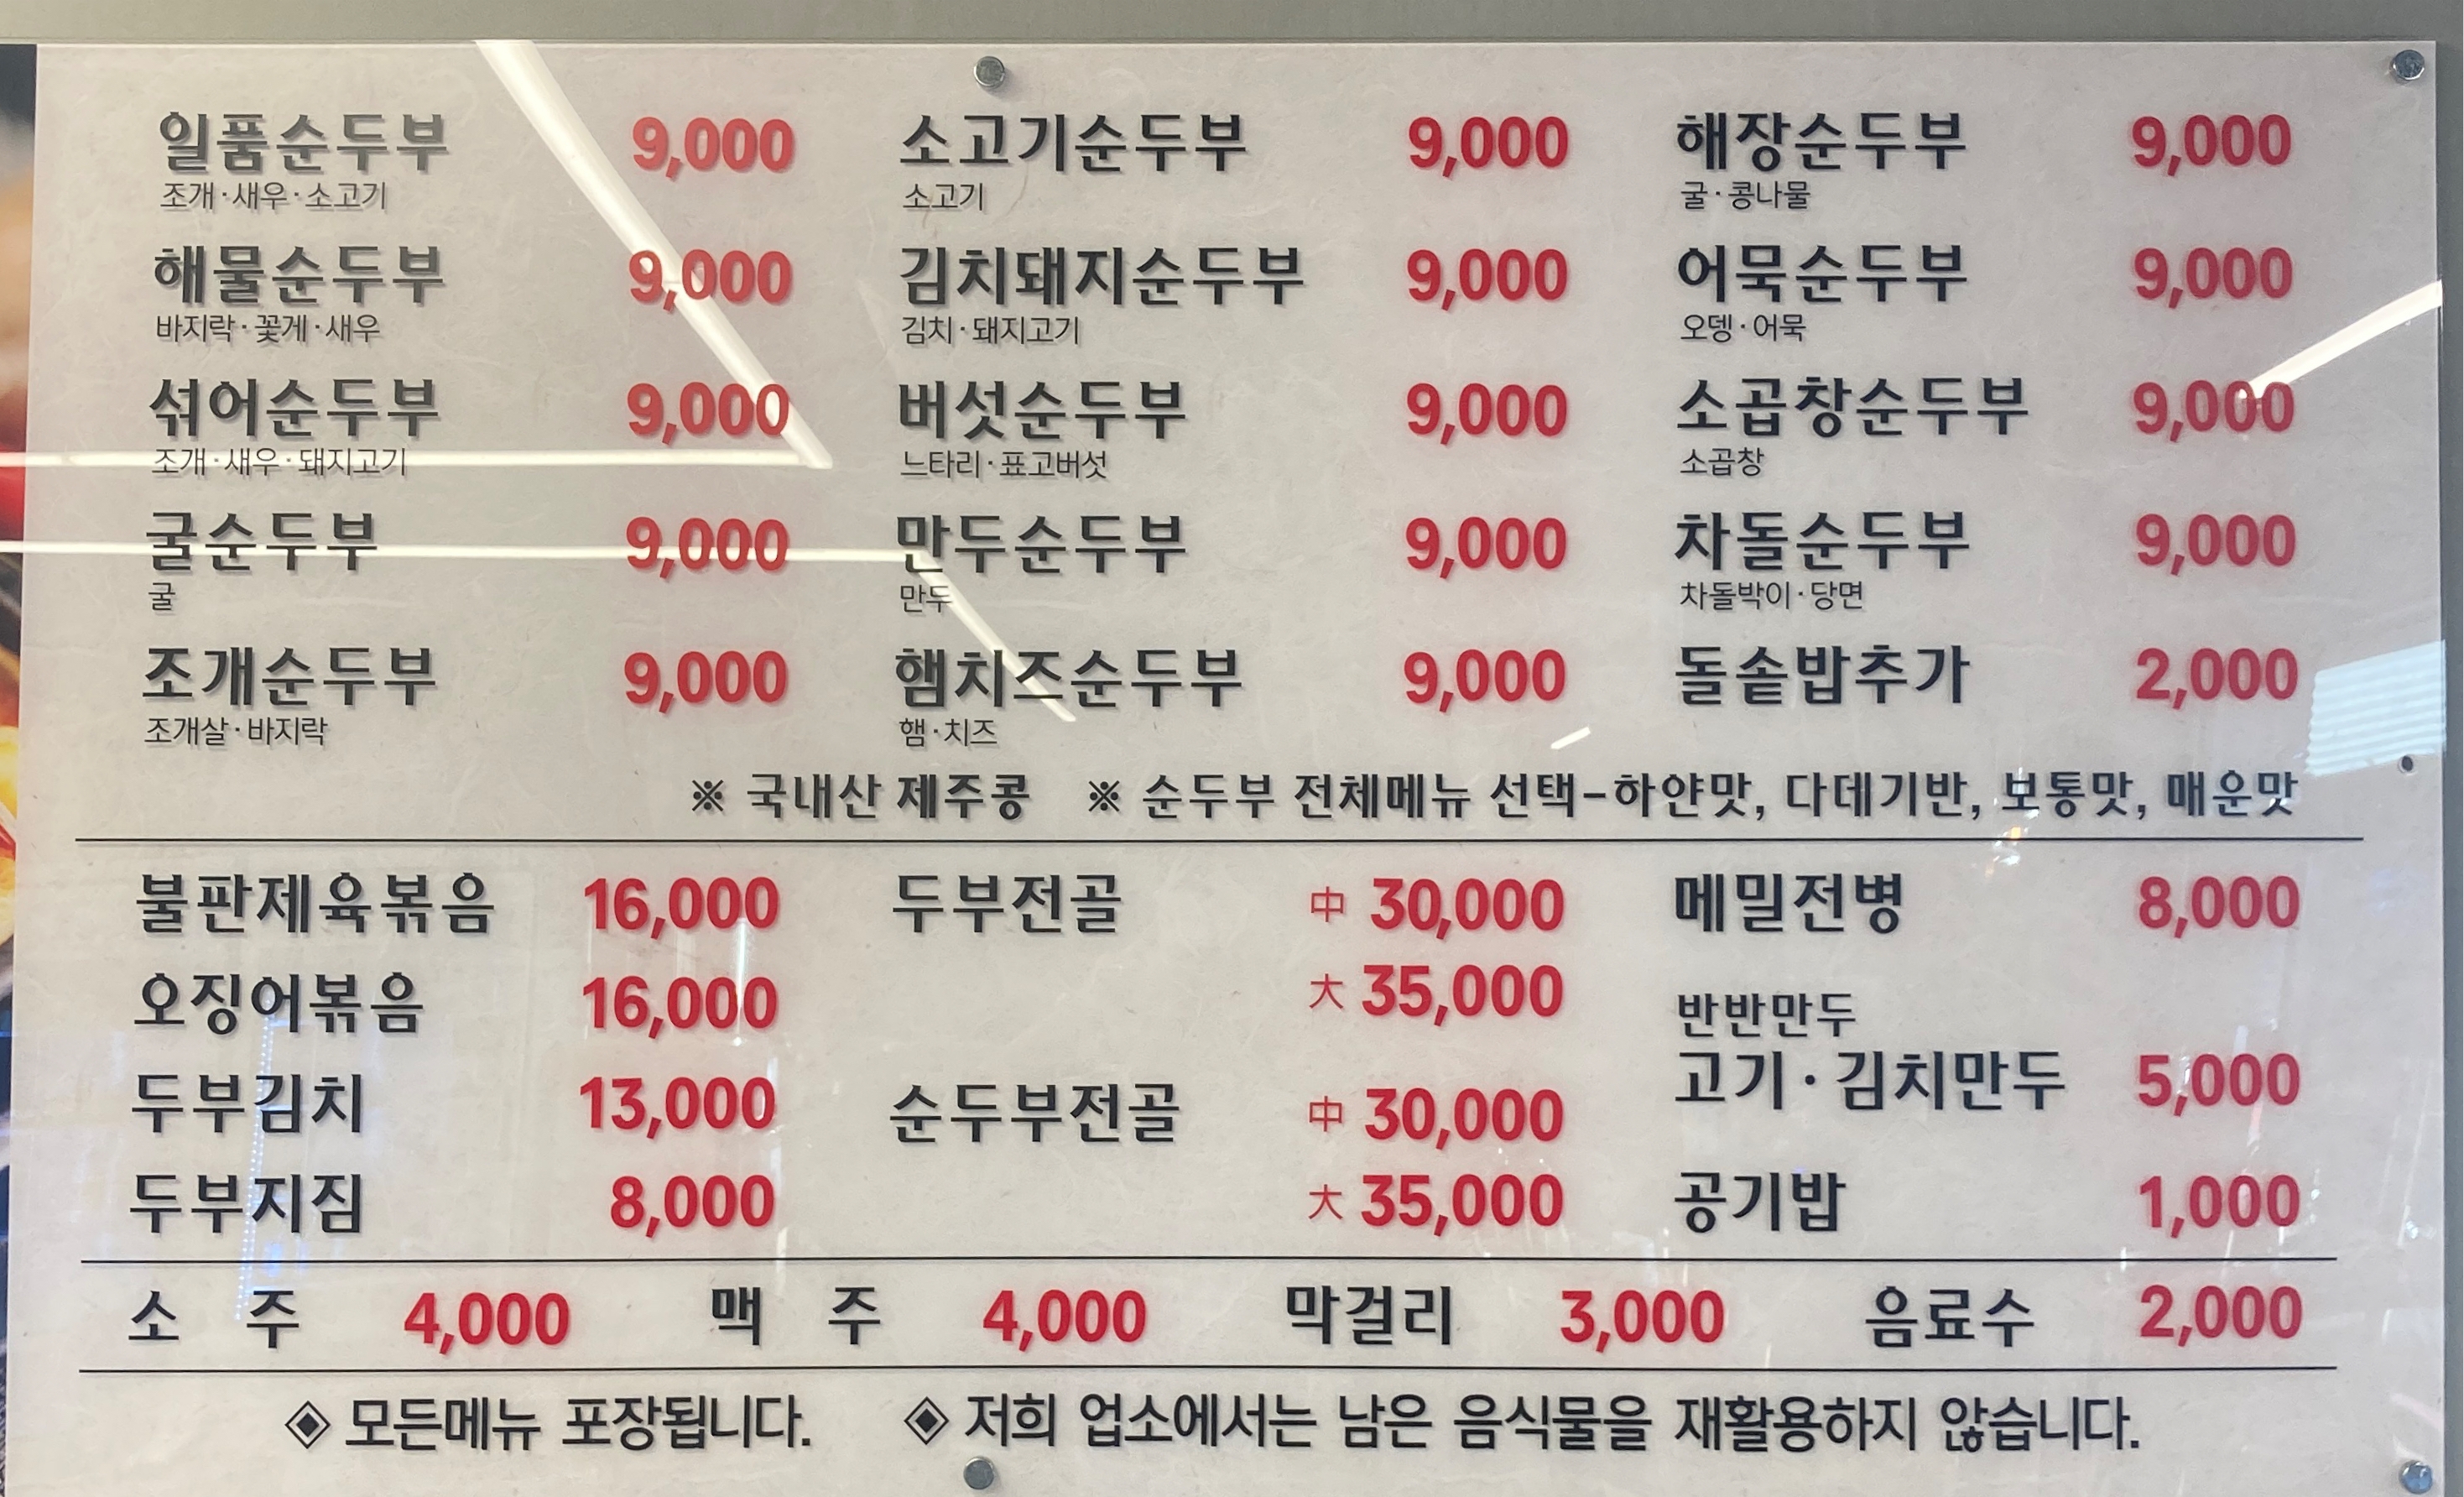 일품순두부 9,000 소고기순두부 9,000 해장순두부 9,000
조개·새우·소고기 소고기 굴·콩나물
해물순두부 9,000 김치돼지순두부 9,000 어묵순두부 9,000
바지락·꽃게·새우 김치·돼지고기 오뎅·어묵
섞어순두부 9,000 버섯순두부 9,000 소곱창순두부 9,000
조개·새우·돼지고기 느타리·표고버섯 소곱창
굴순두부 9,000 만두순두부 9,000 차돌순두부 9,000
굴 만두 차돌박이·당면
조개순두부 9,000 햄치즈순두부 9,000 돌솥밥추가 2,000
조개살·바지락 햄·치즈
※ 국내산 제주콩 ※ 순두부 전체메뉴 선택-하얀맛, 다데기반, 보통맛, 매운맛
불판제육볶음 16,000 두부전골 中 30,000 메밀전병 8,000
大 35,000
오징어볶음 16,000 반반만두
고기·김치만두 5,000
두부김치 13,000 순두부전골 中 30,000
두부지짐 8,000 大 35,000 공기밥 1,000
소 주 4,000 맥 주 4,000 막걸리 3,000 음료수 2,000
◈ 모든메뉴 포장됩니다. ◈ 저희 업소에서는 남은 음식물을 재활용하지 않습니다.